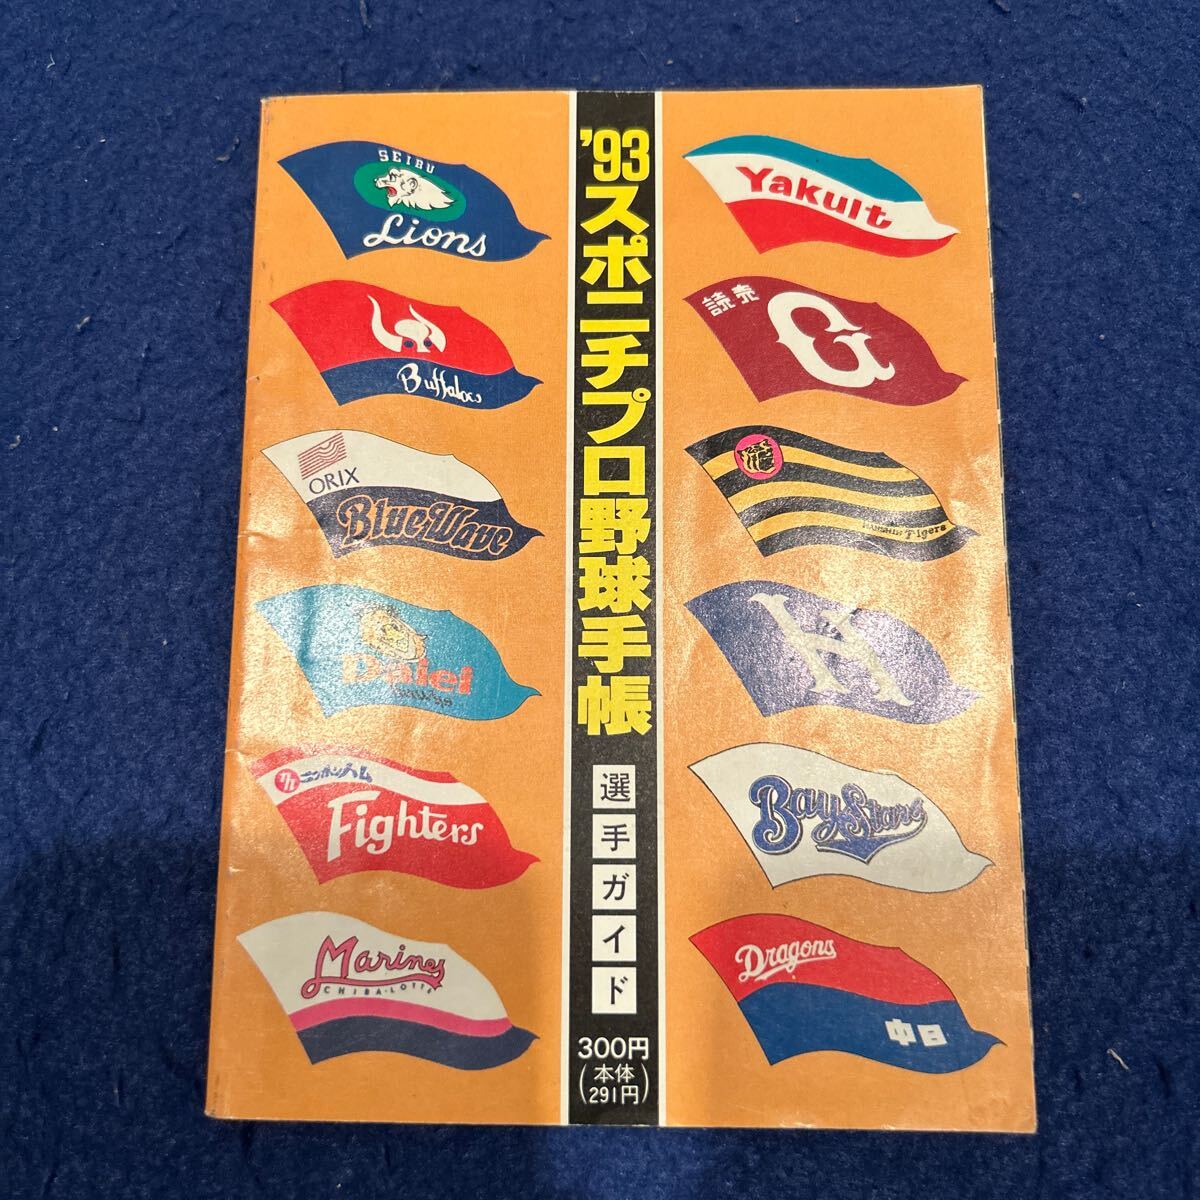 '93スポニチプロ野球手帳
選手ガイド
300円
(本体
291円)
SEIBU
Lions
Buffaloes
ORIX
BlueWave
Daiei
ニッポンハム
Fighters
Marines
CHIBA·LOTTE
Yakult
読売
G
HANSHIN Tigers
H
BayStars
Dragons
中日